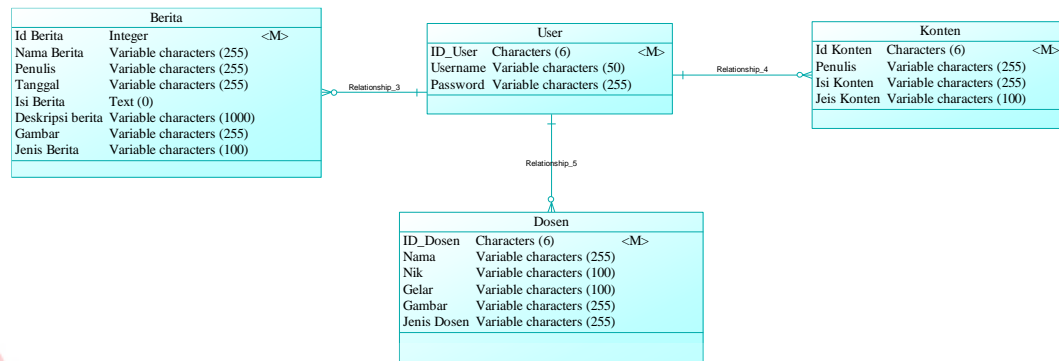 Berita
Id Berita Integer <M>
Nama Berita Variable characters (255)
Penulis Variable characters (255)
Tanggal Variable characters (255)
Isi Berita Text (0)
Deskripsi berita Variable characters (1000)
Gambar Variable characters (255)
Jenis Berita Variable characters (100)
Relationship_3
User
ID_User Characters (6) <M>
Username Variable characters (50)
Password Variable characters (255)
Relationship_4
Konten
Id Konten Characters (6) <M>
Penulis Variable characters (255)
Isi Konten Variable characters (255)
Jeis Konten Variable characters (100)
Relationship_5
Dosen
ID_Dosen Characters (6) <M>
Nama Variable characters (255)
Nik Variable characters (100)
Gelar Variable characters (100)
Gambar Variable characters (255)
Jenis Dosen Variable characters (255)